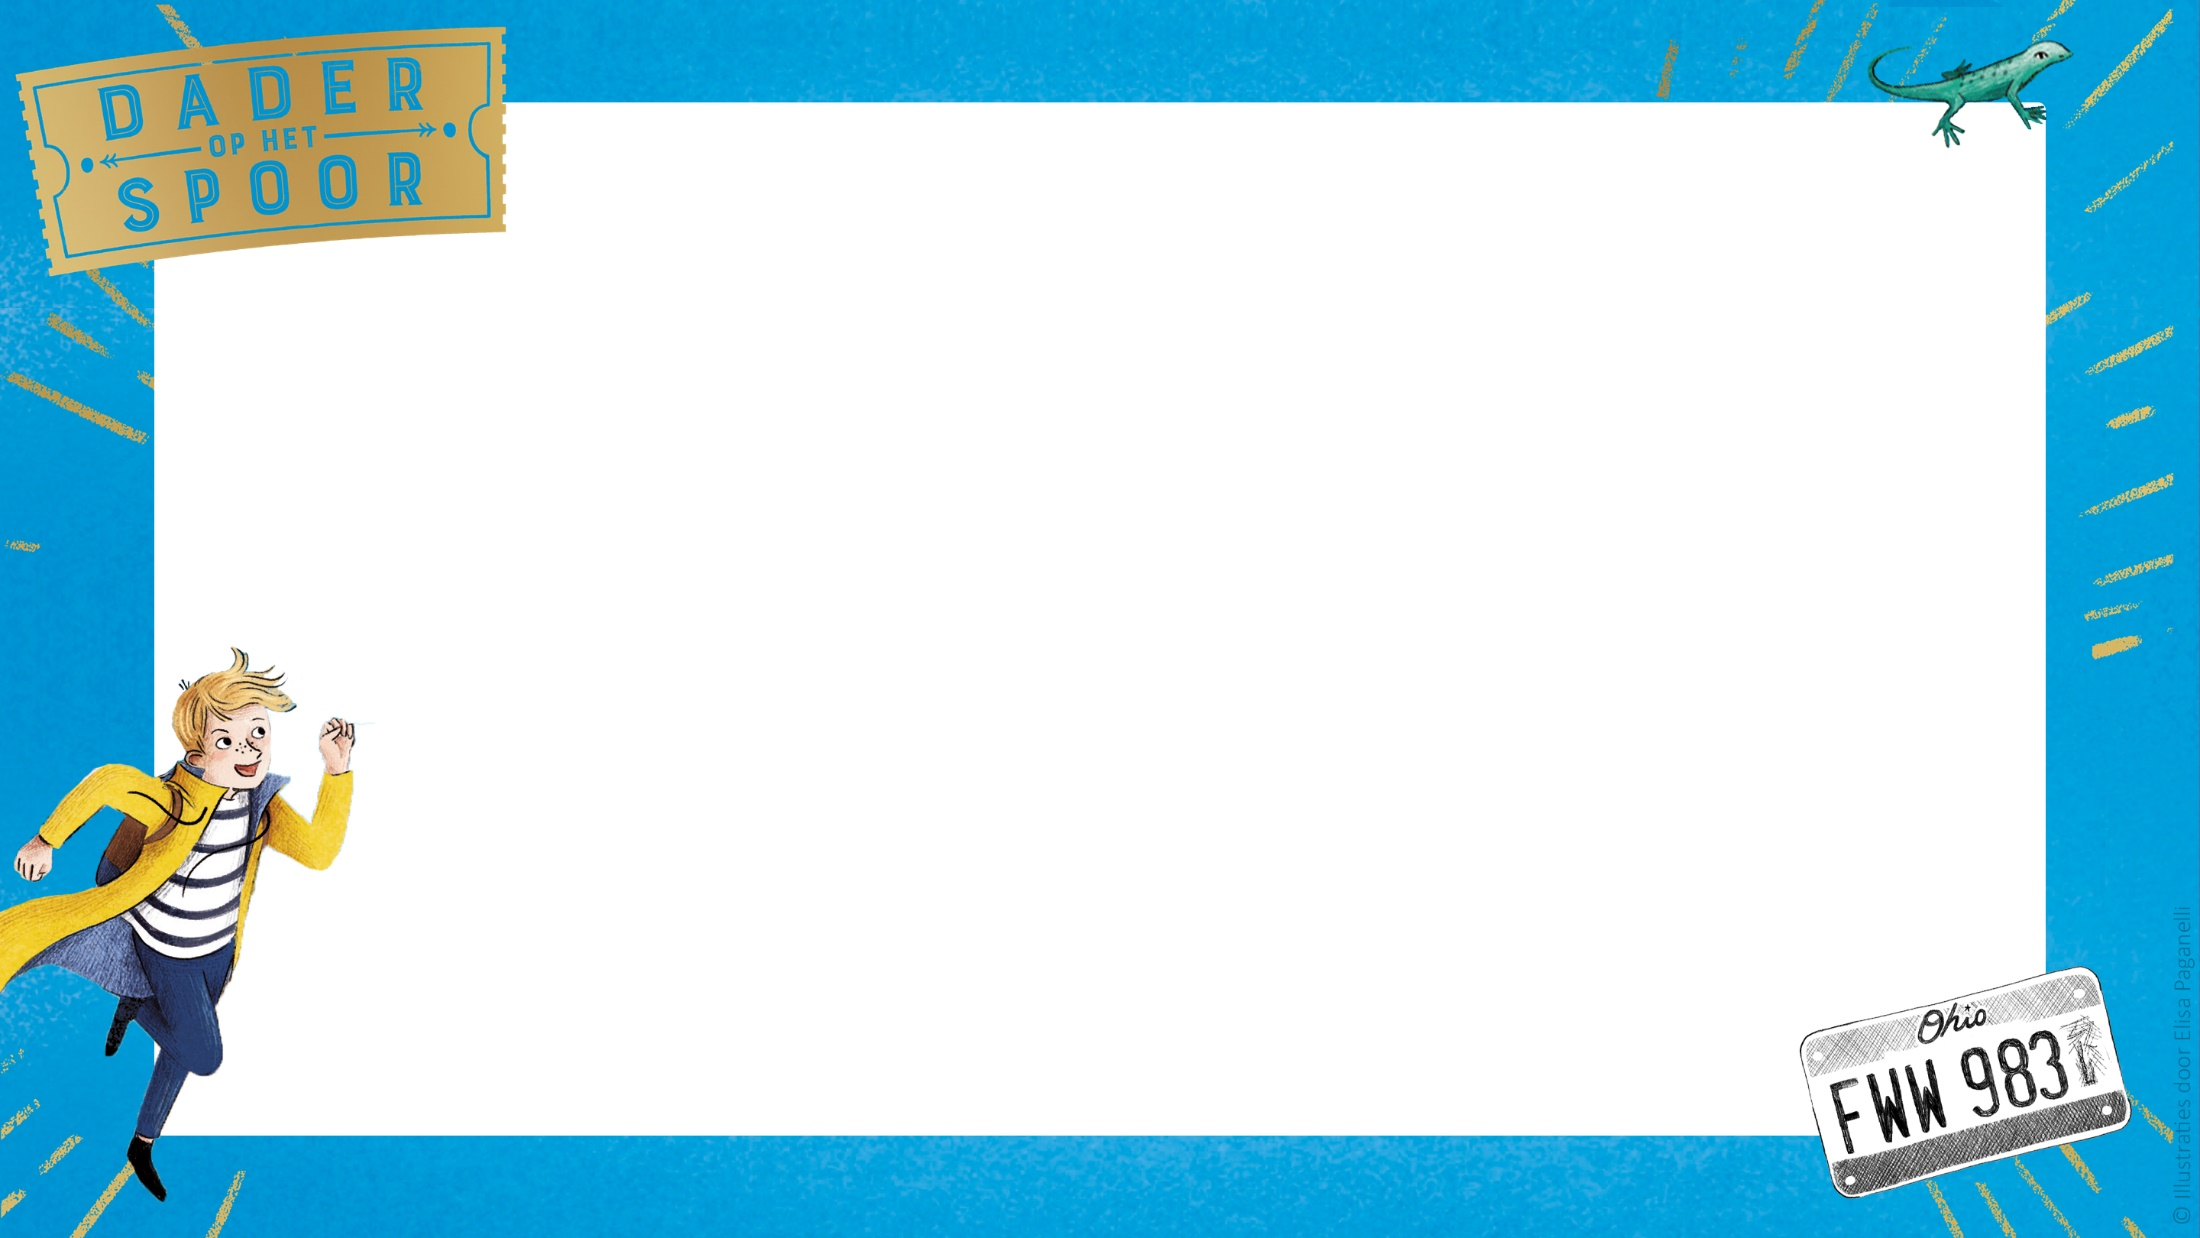 DADER
OP HET
SPOOR
Ohio
FWW 983
© Illustraties door Elisa Paganelli